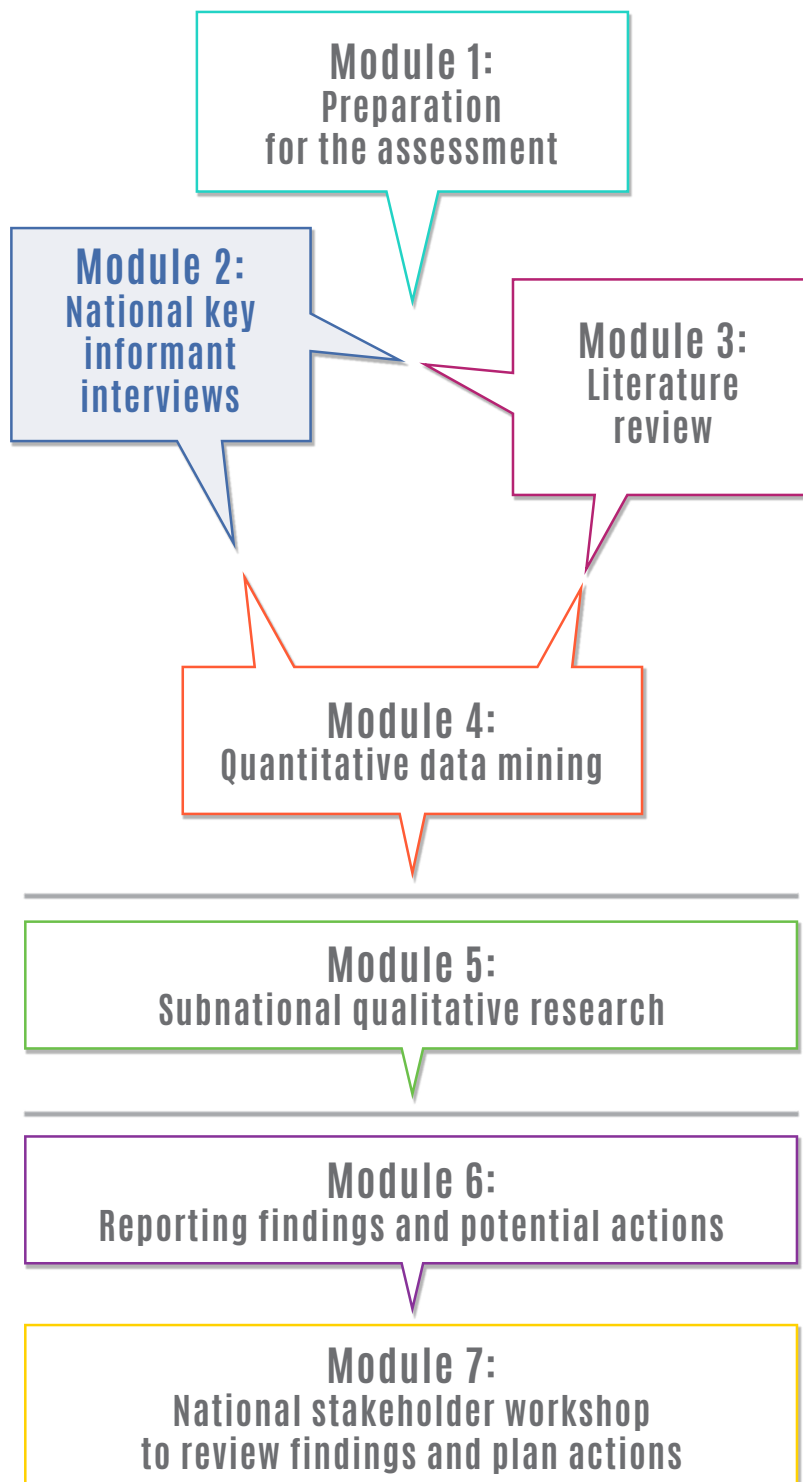 Module 1:
Preparation
for the assessment
Module 2:
National key
informant
interviews
Module 3:
Literature
review
Module 4:
Quantitative data mining
Module 5:
Subnational qualitative research
Module 6:
Reporting findings and potential actions
Module 7:
National stakeholder workshop
to review findings and plan actions